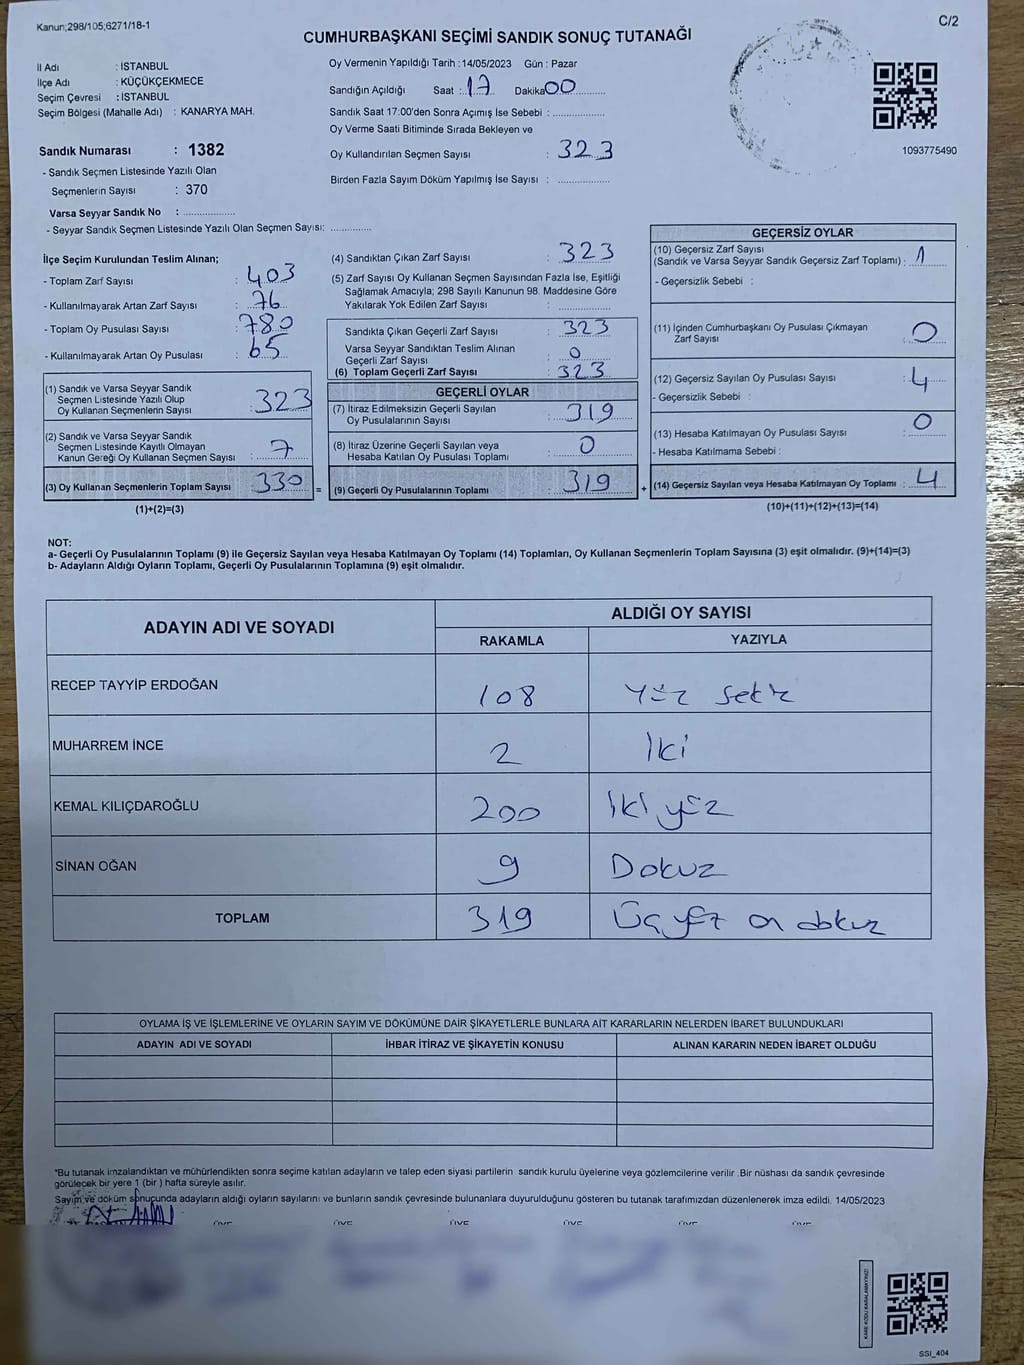 Kanun;298/105;6271/18-1
C/2
CUMHURBAŞKANI SEÇİMİ SANDIK SONUÇ TUTANAĞI
İl Adı : İSTANBUL
İlçe Adı : KÜÇÜKÇEKMECE
Seçim Çevresi : İSTANBUL
Seçim Bölgesi (Mahalle Adı) : KANARYA MAH.
Sandık Numarası : 1382
- Sandık Seçmen Listesinde Yazılı Olan
Seçmenlerin Sayısı : 370
Varsa Seyyar Sandık No : ..................
- Seyyar Sandık Seçmen Listesinde Yazılı Olan Seçmen Sayısı: ..............
Oy Vermenin Yapıldığı Tarih : 14/05/2023 Gün : Pazar
Sandığın Açıldığı Saat : 17 Dakika 00
Sandık Saat 17:00'den Sonra Açımış İse Sebebi : ..................
Oy Verme Saati Bitiminde Sırada Bekleyen ve
Oy Kullandırılan Seçmen Sayısı : 323
Birden Fazla Sayım Döküm Yapılmış İse Sayısı : ..................
1093775490
İlçe Seçim Kurulundan Teslim Alınan;
- Toplam Zarf Sayısı : 403
- Kullanılmayarak Artan Zarf Sayısı : 76
- Toplam Oy Pusulası Sayısı : 780
- Kullanılmayarak Artan Oy Pusulası : 65
(1) Sandık ve Varsa Seyyar Sandık
Seçmen Listesinde Yazılı Olup
Oy Kullanan Seçmenlerin Sayısı : 323
(2) Sandık ve Varsa Seyyar Sandık
Seçmen Listesinde Kayıtlı Olmayan
Kanun Gereği Oy Kullanan Seçmen Sayısı : 7
(3) Oy Kullanan Seçmenlerin Toplam Sayısı : 330 =
(1)+(2)=(3)
(4) Sandıktan Çıkan Zarf Sayısı : 323
(5) Zarf Sayısı Oy Kullanan Seçmen Sayısından Fazla İse, Eşitliği
Sağlamak Amacıyla; 298 Sayılı Kanunun 98. Maddesine Göre
Yakılarak Yok Edilen Zarf Sayısı : ..................
Sandıkta Çıkan Geçerli Zarf Sayısı : 323
Varsa Seyyar Sandıktan Teslim Alınan
Geçerli Zarf Sayısı : 0
(6) Toplam Geçerli Zarf Sayısı : 323
GEÇERLİ OYLAR
(7) İtiraz Edilmeksizin Geçerli Sayılan
Oy Pusulalarının Sayısı : 319
(8) İtiraz Üzerine Geçerli Sayılan veya
Hesaba Katılan Oy Pusulası Toplamı : 0
(9) Geçerli Oy Pusulalarının Toplamı : 319 +
GEÇERSİZ OYLAR
(10) Geçersiz Zarf Sayısı
(Sandık ve Varsa Seyyar Sandık Geçersiz Zarf Toplamı) : 1
- Geçersizlik Sebebi :
(11) İçinden Cumhurbaşkanı Oy Pusulası Çıkmayan
Zarf Sayısı : 0
(12) Geçersiz Sayılan Oy Pusulası Sayısı : 4
- Geçersizlik Sebebi :
(13) Hesaba Katılmayan Oy Pusulası Sayısı : 0
- Hesaba Katılmama Sebebi :
(14) Geçersiz Sayılan veya Hesaba Katılmayan Oy Toplamı : 4
(10)+(11)+(12)+(13)=(14)
NOT:
a- Geçerli Oy Pusulalarının Toplamı (9) ile Geçersiz Sayılan veya Hesaba Katılmayan Oy Toplamı (14) Toplamları, Oy Kullanan Seçmenlerin Toplam Sayısına (3) eşit olmalıdır. (9)+(14)=(3)
b- Adayların Aldığı Oyların Toplamı, Geçerli Oy Pusulalarının Toplamına (9) eşit olmalıdır.
ADAYIN ADI VE SOYADI
ALDIĞI OY SAYISI
RAKAMLA YAZIYLA
RECEP TAYYİP ERDOĞAN 108 Yüz Sekiz
MUHARREM İNCE 2 İki
KEMAL KILIÇDAROĞLU 200 İki yüz
SİNAN OĞAN 9 Dokuz
TOPLAM 319 Üç yüz on dokuz
OYLAMA İŞ VE İŞLEMLERİNE VE OYLARIN SAYIM VE DÖKÜMÜNE DAİR ŞİKAYETLERLE BUNLARA AİT KARARLARIN NELERDEN İBARET BULUNDUKLARI
ADAYIN ADI VE SOYADI İHBAR İTİRAZ VE ŞİKAYETİN KONUSU ALINAN KARARIN NEDEN İBARET OLDUĞU
*Bu tutanak imzalandıktan ve mühürlendikten sonra seçime katılan adayların ve talep eden siyasi partilerin sandık kurulu üyelerine veya gözlemcilerine verilir .Bir nüshası da sandık çevresinde
görülecek bir yere 1 (bir ) hafta süreyle asılır.
Sayım ve döküm sonuçunda adayların aldığı oyların sayılarını ve bunların sandık çevresinde bulunanlara duyurulduğunu gösteren bu tutanak tarafımızdan düzenlenerek imza edildi. 14/05/2023
ÜYE ÜYE ÜYE ÜYE ÜYE ÜYE
KARE KODU KARALAMAYINIZ!
SSİ_404